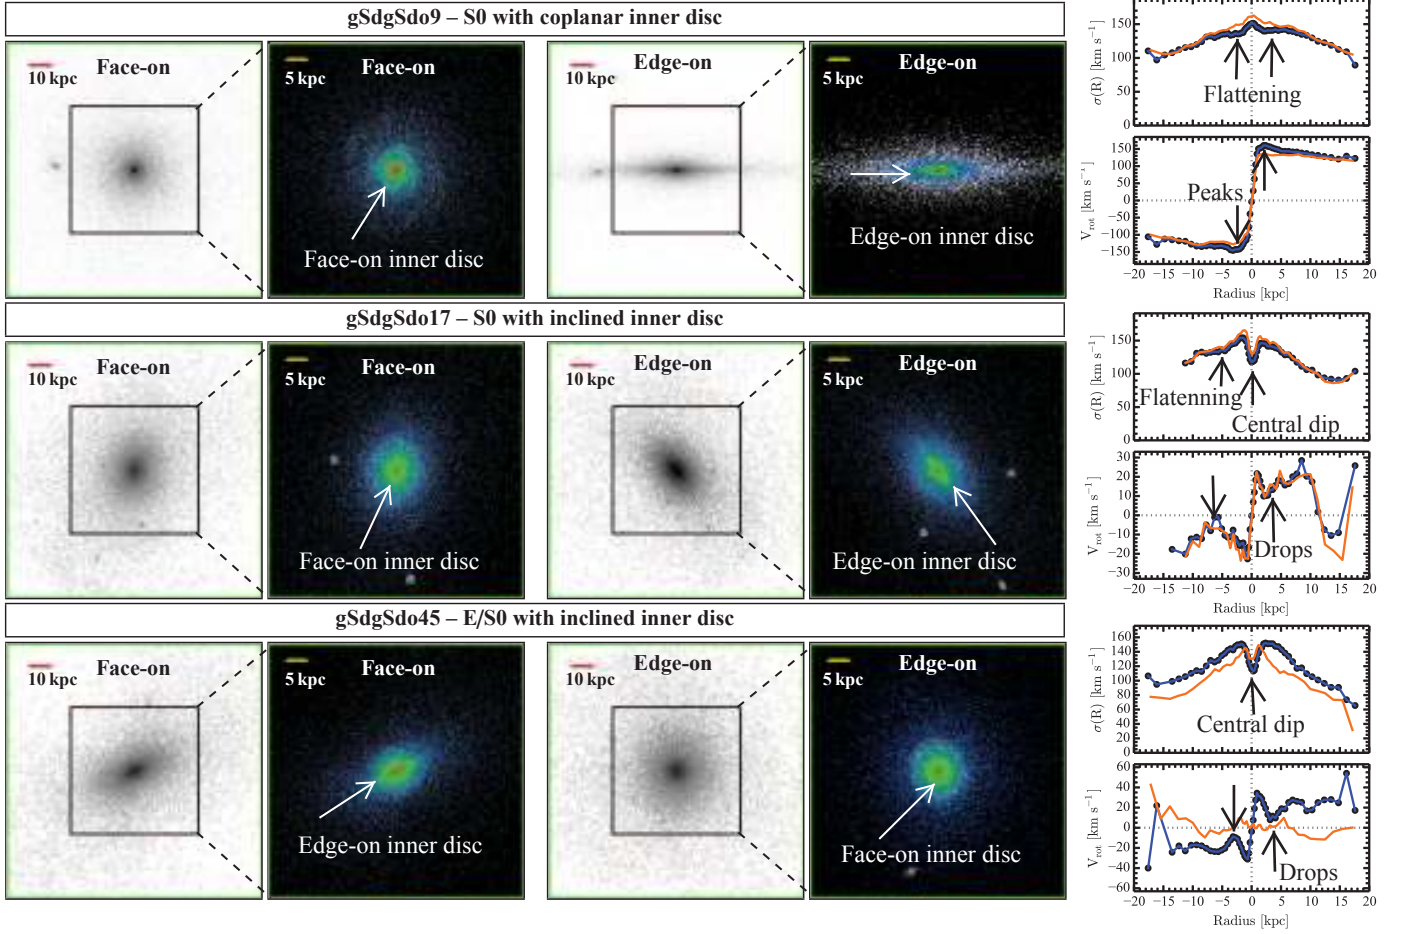 gSdgSdo9 – S0 with coplanar inner disc
Face-on
10 kpc
Face-on
5 kpc
Face-on inner disc
Edge-on
10 kpc
Edge-on
5 kpc
Edge-on inner disc
150
100
50
0
σ(R) [km s⁻¹]
Flattening
150
100
50
0
−50
−100
−150
V_rot [km s⁻¹]
Peaks
−20 −15 −10 −5 0 5 10 15 20
Radius [kpc]
gSdgSdo17 – S0 with inclined inner disc
Face-on
10 kpc
Face-on
5 kpc
Face-on inner disc
Edge-on
10 kpc
Edge-on
5 kpc
Edge-on inner disc
150
100
50
0
σ(R) [km s⁻¹]
Flatenning
Central dip
30
20
10
0
−10
−20
−30
V_rot [km s⁻¹]
Drops
−20 −15 −10 −5 0 5 10 15 20
Radius [kpc]
gSdgSdo45 – E/S0 with inclined inner disc
Face-on
10 kpc
Face-on
5 kpc
Edge-on inner disc
Edge-on
10 kpc
Edge-on
5 kpc
Face-on inner disc
160
140
120
100
80
60
40
20
0
σ(R) [km s⁻¹]
Central dip
60
40
20
0
−20
−40
−60
V_rot [km s⁻¹]
Drops
−20 −15 −10 −5 0 5 10 15 20
Radius [kpc]